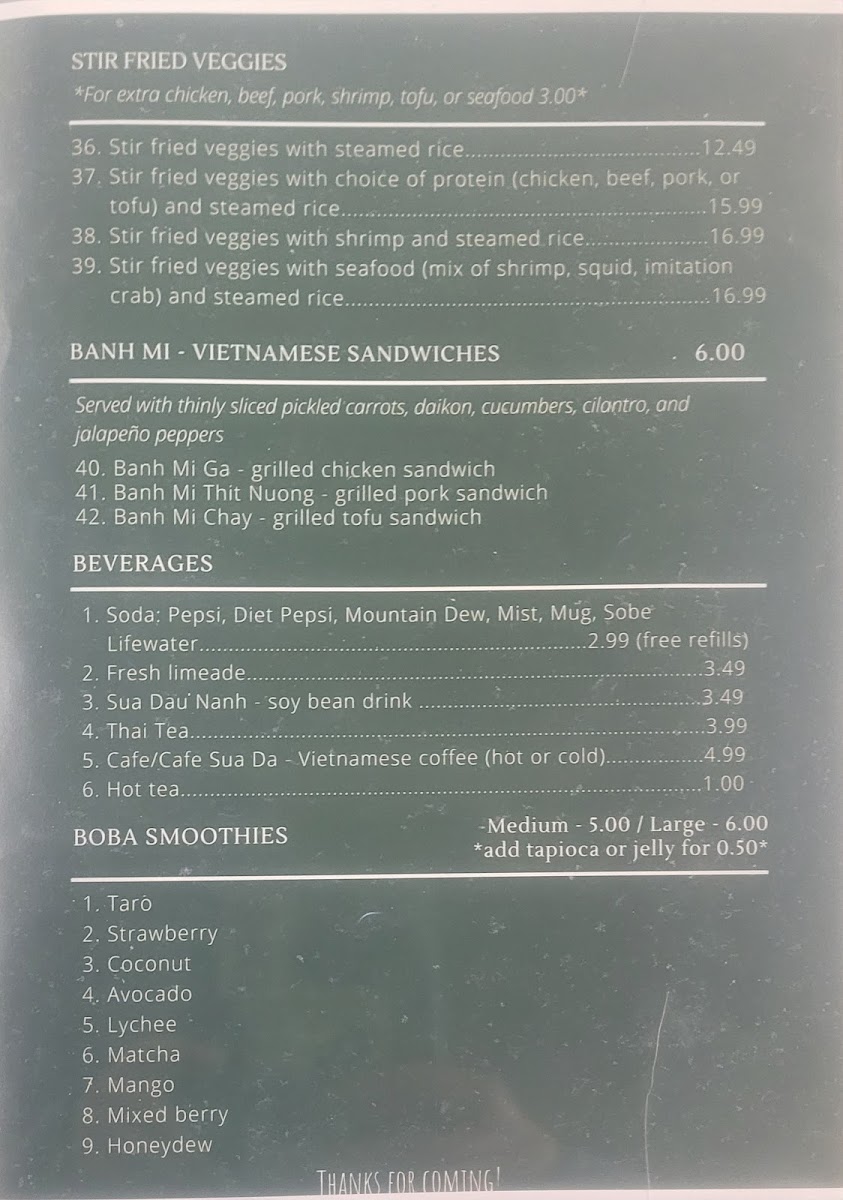 STIR FRIED VEGGIES
*For extra chicken, beef, pork, shrimp, tofu, or seafood 3.00*
36. Stir fried veggies with steamed rice..........................................12.49
37. Stir fried veggies with choice of protein (chicken, beef, pork, or
tofu) and steamed rice.................................................................15.99
38. Stir fried veggies with shrimp and steamed rice......................16.99
39. Stir fried veggies with seafood (mix of shrimp, squid, imitation
crab) and steamed rice.................................................................16.99
BANH MI - VIETNAMESE SANDWICHES 6.00
Served with thinly sliced pickled carrots, daikon, cucumbers, cilantro, and
jalapeño peppers
40. Banh Mi Ga - grilled chicken sandwich
41. Banh Mi Thit Nuong - grilled pork sandwich
42. Banh Mi Chay - grilled tofu sandwich
BEVERAGES
1. Soda: Pepsi, Diet Pepsi, Mountain Dew, Mist, Mug, Sobe
Lifewater.....................................................................2.99 (free refills)
2. Fresh limeade.................................................................................3.49
3. Sua Dau Nanh - soy bean drink ..................................................3.49
4. Thai Tea............................................................................................3.99
5. Cafe/Cafe Sua Da - Vietnamese coffee (hot or cold).................4.99
6. Hot tea.............................................................................................1.00
BOBA SMOOTHIES
-Medium - 5.00 / Large - 6.00
*add tapioca or jelly for 0.50*
1. Taro
2. Strawberry
3. Coconut
4. Avocado
5. Lychee
6. Matcha
7. Mango
8. Mixed berry
9. Honeydew
THANKS FOR COMING!